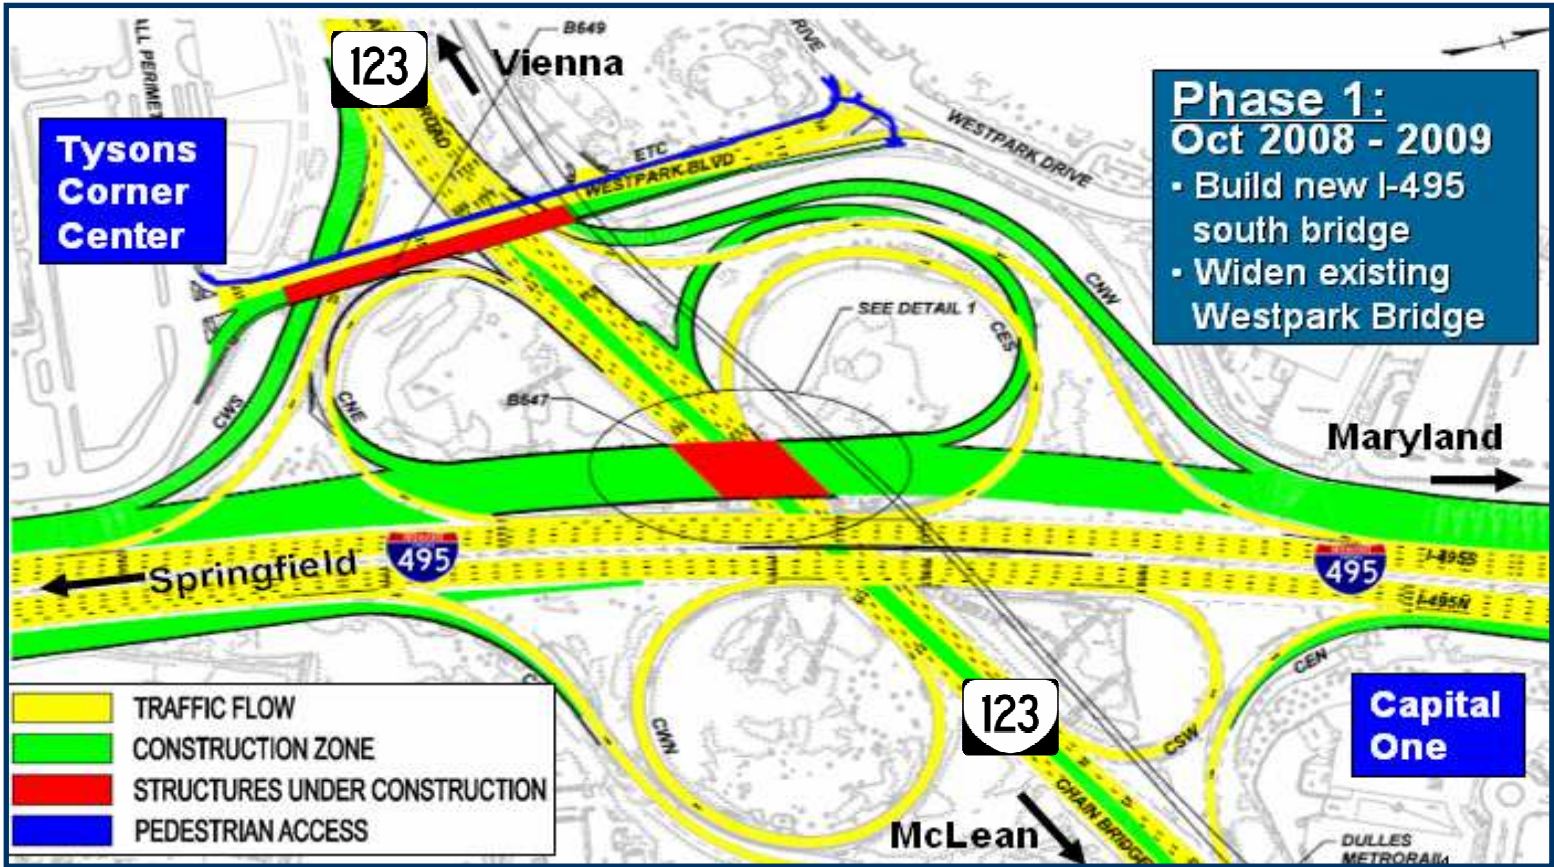 B649
123
Vienna
ROAD
ETC
WESTPARK BLVD
WESTPARK DRIVE
Phase 1:
Oct 2008 - 2009
• Build new I-495
south bridge
• Widen existing
Westpark Bridge
Tysons
Corner
Center
CNW
SEE DETAIL 1
CES
CWS
CNE
B647
Maryland
Springfield
495
495
I-495S
I-495N
CEN
TRAFFIC FLOW
CONSTRUCTION ZONE
STRUCTURES UNDER CONSTRUCTION
PEDESTRIAN ACCESS
CWN
123
CSW
Capital
One
CHAIN BRIDGE
McLean
DULLES
METRORAIL